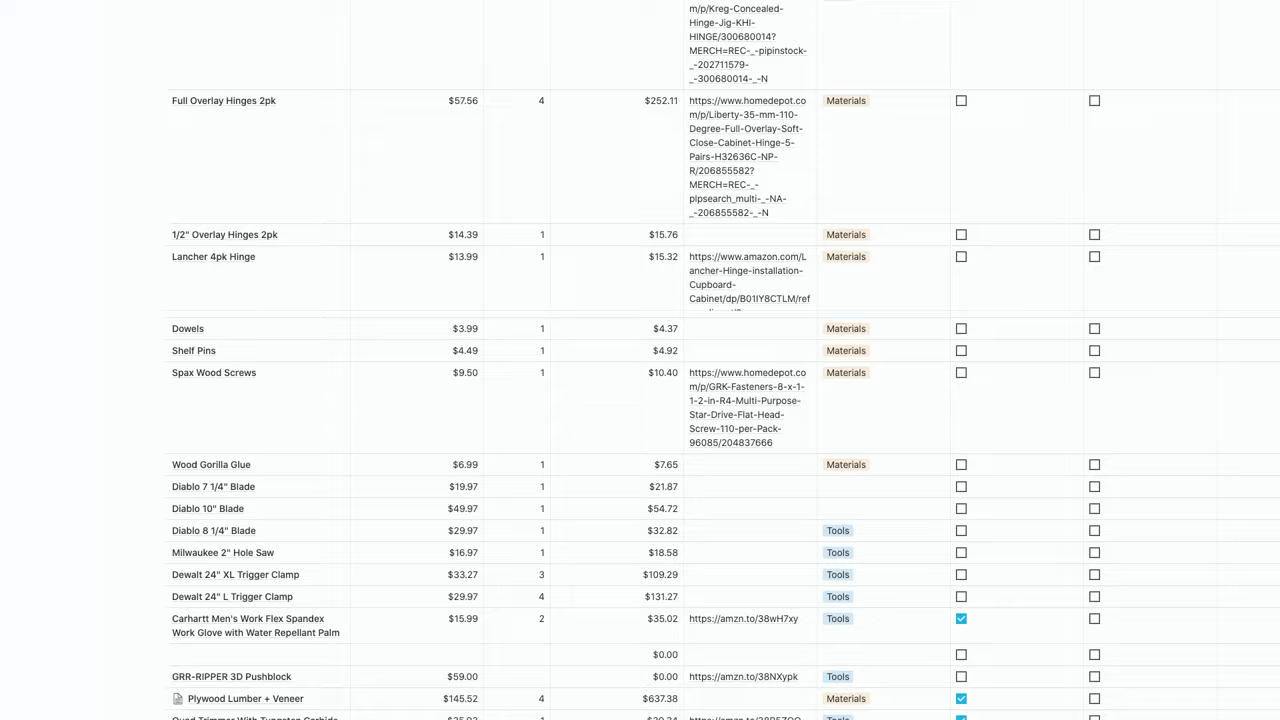 m/p/Kreg-Concealed-
Hinge-Jig-KHI-
HINGE/300680014?
MERCH=REC-_-pipinstock-
_-202711579-
_-300680014-_-N
Full Overlay Hinges 2pk $57.56 4 $252.11 https://www.homedepot.co Materials
m/p/Liberty-35-mm-110-
Degree-Full-Overlay-Soft-
Close-Cabinet-Hinge-5-
Pairs-H32636C-NP-
R/206855582?
MERCH=REC-_-
plpsearch_multi-_-NA-
_-206855582-_-N
1/2" Overlay Hinges 2pk $14.39 1 $15.76 Materials
Lancher 4pk Hinge $13.99 1 $15.32 https://www.amazon.com/L Materials
ancher-Hinge-installation-
Cupboard-
Cabinet/dp/B01IY8CTLM/ref
Dowels $3.99 1 $4.37 Materials
Shelf Pins $4.49 1 $4.92 Materials
Spax Wood Screws $9.50 1 $10.40 https://www.homedepot.co Materials
m/p/GRK-Fasteners-8-x-1-
1-2-in-R4-Multi-Purpose-
Star-Drive-Flat-Head-
Screw-110-per-Pack-
96085/204837666
Wood Gorilla Glue $6.99 1 $7.65 Materials
Diablo 7 1/4" Blade $19.97 1 $21.87
Diablo 10" Blade $49.97 1 $54.72
Diablo 8 1/4" Blade $29.97 1 $32.82 Tools
Milwaukee 2" Hole Saw $16.97 1 $18.58 Tools
Dewalt 24" XL Trigger Clamp $33.27 3 $109.29 Tools
Dewalt 24" L Trigger Clamp $29.97 4 $131.27 Tools
Carhartt Men's Work Flex Spandex $15.99 2 $35.02 https://amzn.to/38wH7xy Tools
Work Glove with Water Repellant Palm
$0.00
GRR-RIPPER 3D Pushblock $59.00 $0.00 https://amzn.to/38NXypk Tools
Plywood Lumber + Veneer $145.52 4 $637.38 Materials